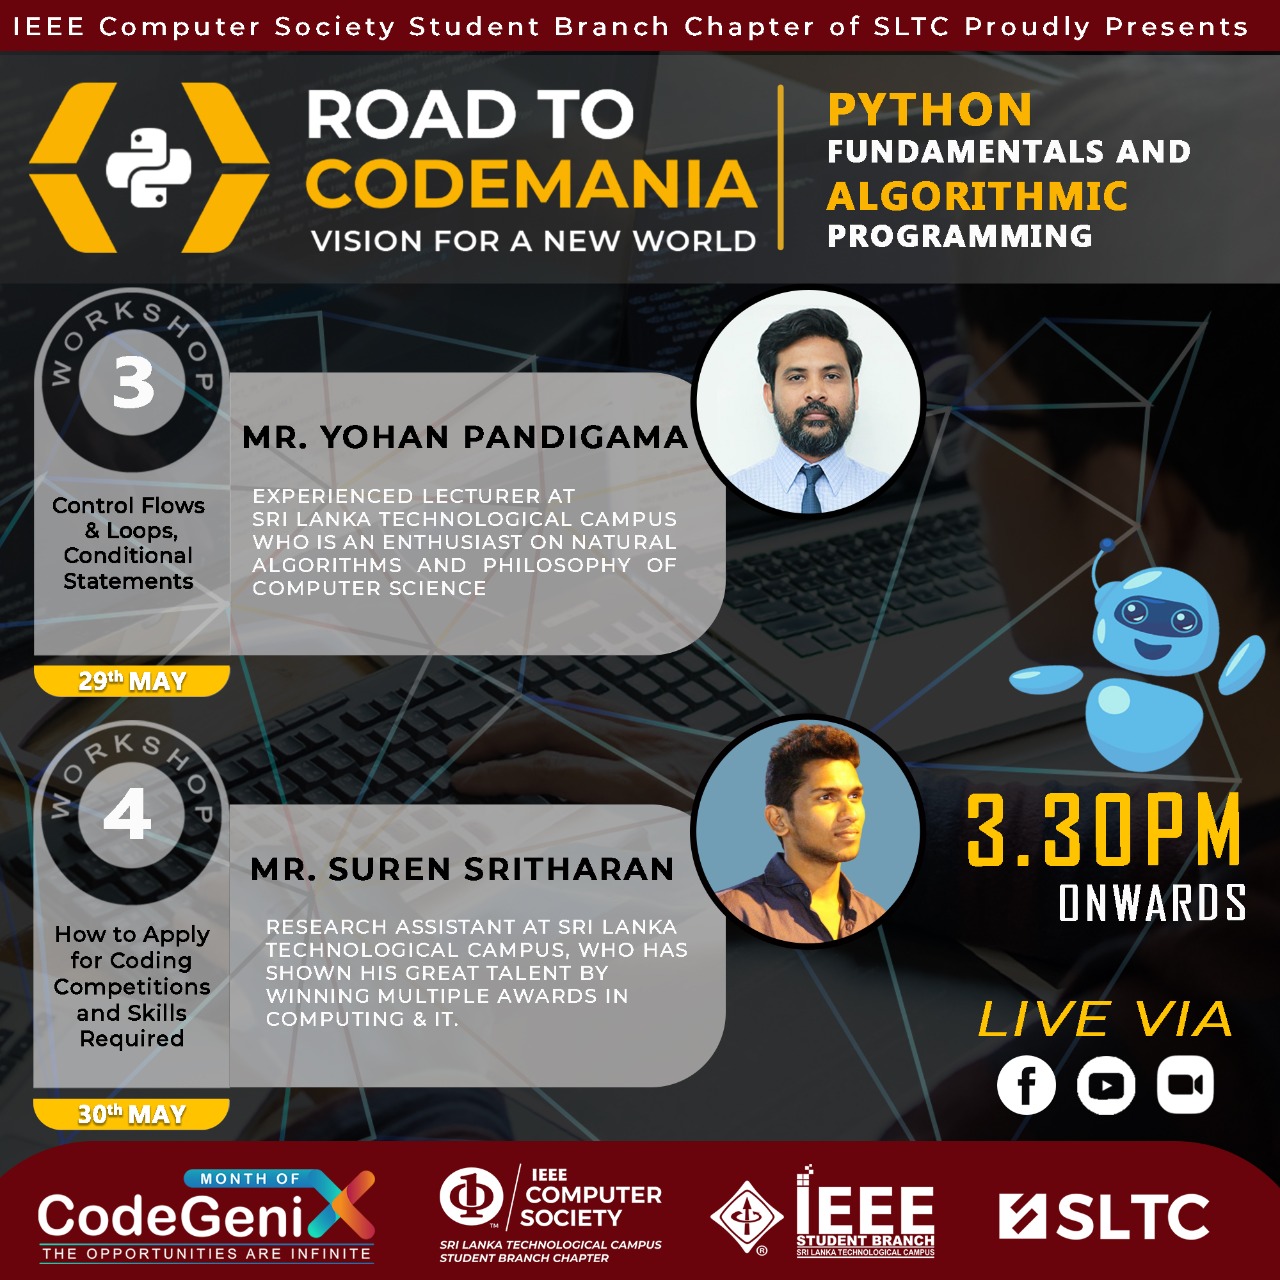 IEEE Computer Society Student Branch Chapter of SLTC Proudly Presents
ROAD TO
CODEMANIA
VISION FOR A NEW WORLD
PYTHON
FUNDAMENTALS AND
ALGORITHMIC
PROGRAMMING
WORKSHOP
3
Control Flows
& Loops,
Conditional
Statements
29th MAY
MR. YOHAN PANDIGAMA
EXPERIENCED LECTURER AT
SRI LANKA TECHNOLOGICAL CAMPUS
WHO IS AN ENTHUSIAST ON NATURAL
ALGORITHMS AND PHILOSOPHY OF
COMPUTER SCIENCE
WORKSHOP
4
How to Apply
for Coding
Competitions
and Skills
Required
30th MAY
MR. SUREN SRITHARAN
RESEARCH ASSISTANT AT SRI LANKA
TECHNOLOGICAL CAMPUS, WHO HAS
SHOWN HIS GREAT TALENT BY
WINNING MULTIPLE AWARDS IN
COMPUTING & IT.
3.30PM
ONWARDS
LIVE VIA
MONTH OF
CodeGeniX
THE OPPORTUNITIES ARE INFINITE
IEEE
COMPUTER
SOCIETY
TM
SRI LANKA TECHNOLOGICAL CAMPUS
STUDENT BRANCH CHAPTER
®
IEEE
STUDENT BRANCH
SRI LANKA TECHNOLOGICAL CAMPUS
SLTC